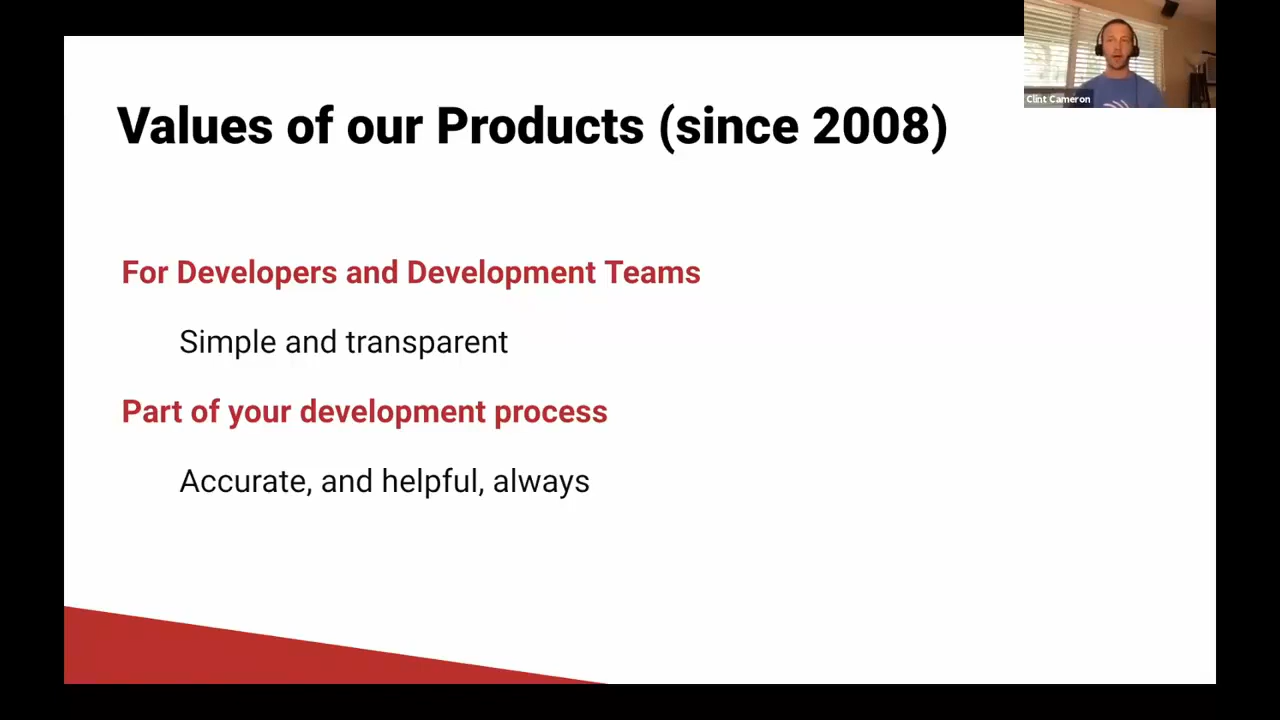 Values of our Products (since 2008)
Clint Cameron
For Developers and Development Teams
Simple and transparent
Part of your development process
Accurate, and helpful, always